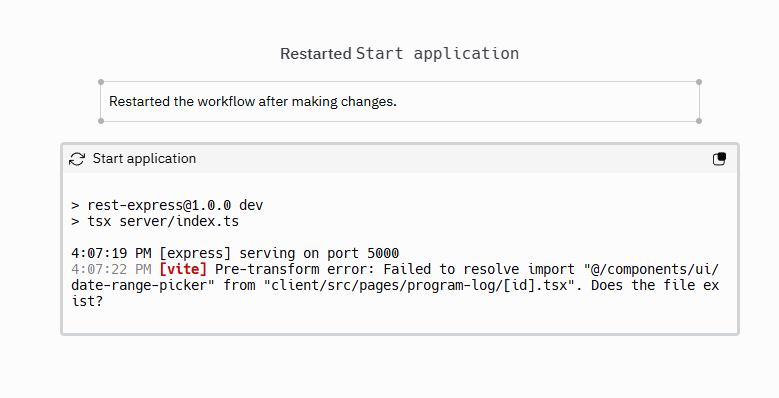 Restarted Start application
Restarted the workflow after making changes.
Start application
> rest-express@1.0.0 dev
> tsx server/index.ts
4:07:19 PM [express] serving on port 5000
4:07:22 PM [vite] Pre-transform error: Failed to resolve import "@/components/ui/
date-range-picker" from "client/src/pages/program-log/[id].tsx". Does the file ex
ist?